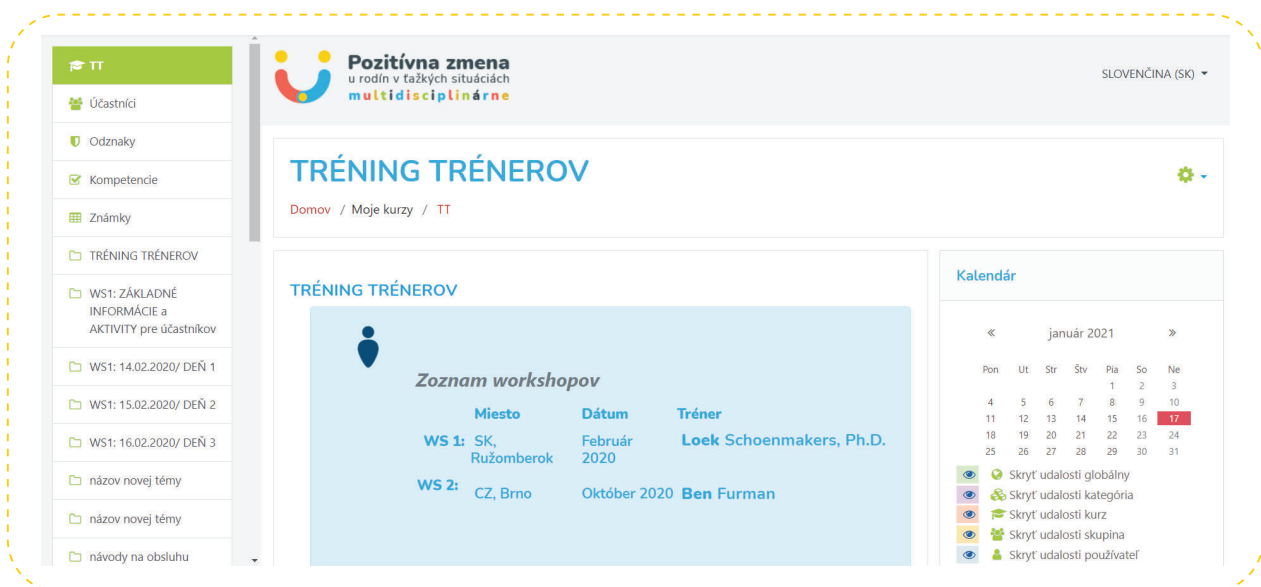 TT
Účastníci
Odznaky
Kompetencie
Známky
TRÉNING TRÉNEROV
WS1: ZÁKLADNÉ
INFORMÁCIE a
AKTIVITY pre účastníkov
WS1: 14.02.2020/ DEŇ 1
WS1: 15.02.2020/ DEŇ 2
WS1: 16.02.2020/ DEŇ 3
názov novej témy
názov novej témy
návody na obsluhu
Pozitívna zmena
u rodín v ťažkých situáciách
multidisciplinárne
SLOVENČINA (SK)
TRÉNING TRÉNEROV
Domov / Moje kurzy / TT
TRÉNING TRÉNEROV
Zoznam workshopov
Miesto Dátum Tréner
WS 1: SK, Február Loek Schoenmakers, Ph.D.
Ružomberok 2020
WS 2: CZ, Brno Október 2020 Ben Furman
Kalendár
« január 2021 »
Pon Ut Str Štv Pia So Ne
1 2 3
4 5 6 7 8 9 10
11 12 13 14 15 16 17
18 19 20 21 22 23 24
25 26 27 28 29 30 31
Skryť udalosti globálny
Skryť udalosti kategória
Skryť udalosti kurz
Skryť udalosti skupina
Skryť udalosti používateľ